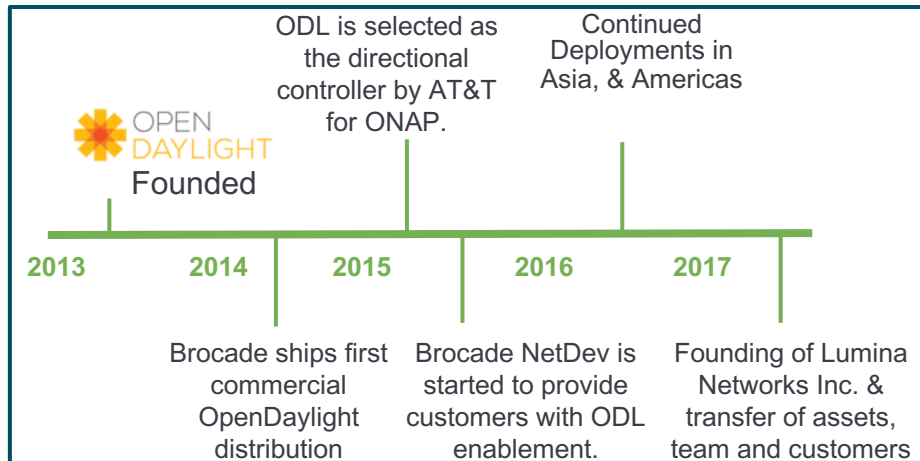 ODL is selected as
the directional
controller by AT&T
for ONAP.
Continued
Deployments in
Asia, & Americas
OPEN
DAYLIGHT
Founded
2013
2014
2015
2016
2017
Brocade ships first
commercial
OpenDaylight
distribution
Brocade NetDev is
started to provide
customers with ODL
enablement.
Founding of Lumina
Networks Inc. &
transfer of assets,
team and customers